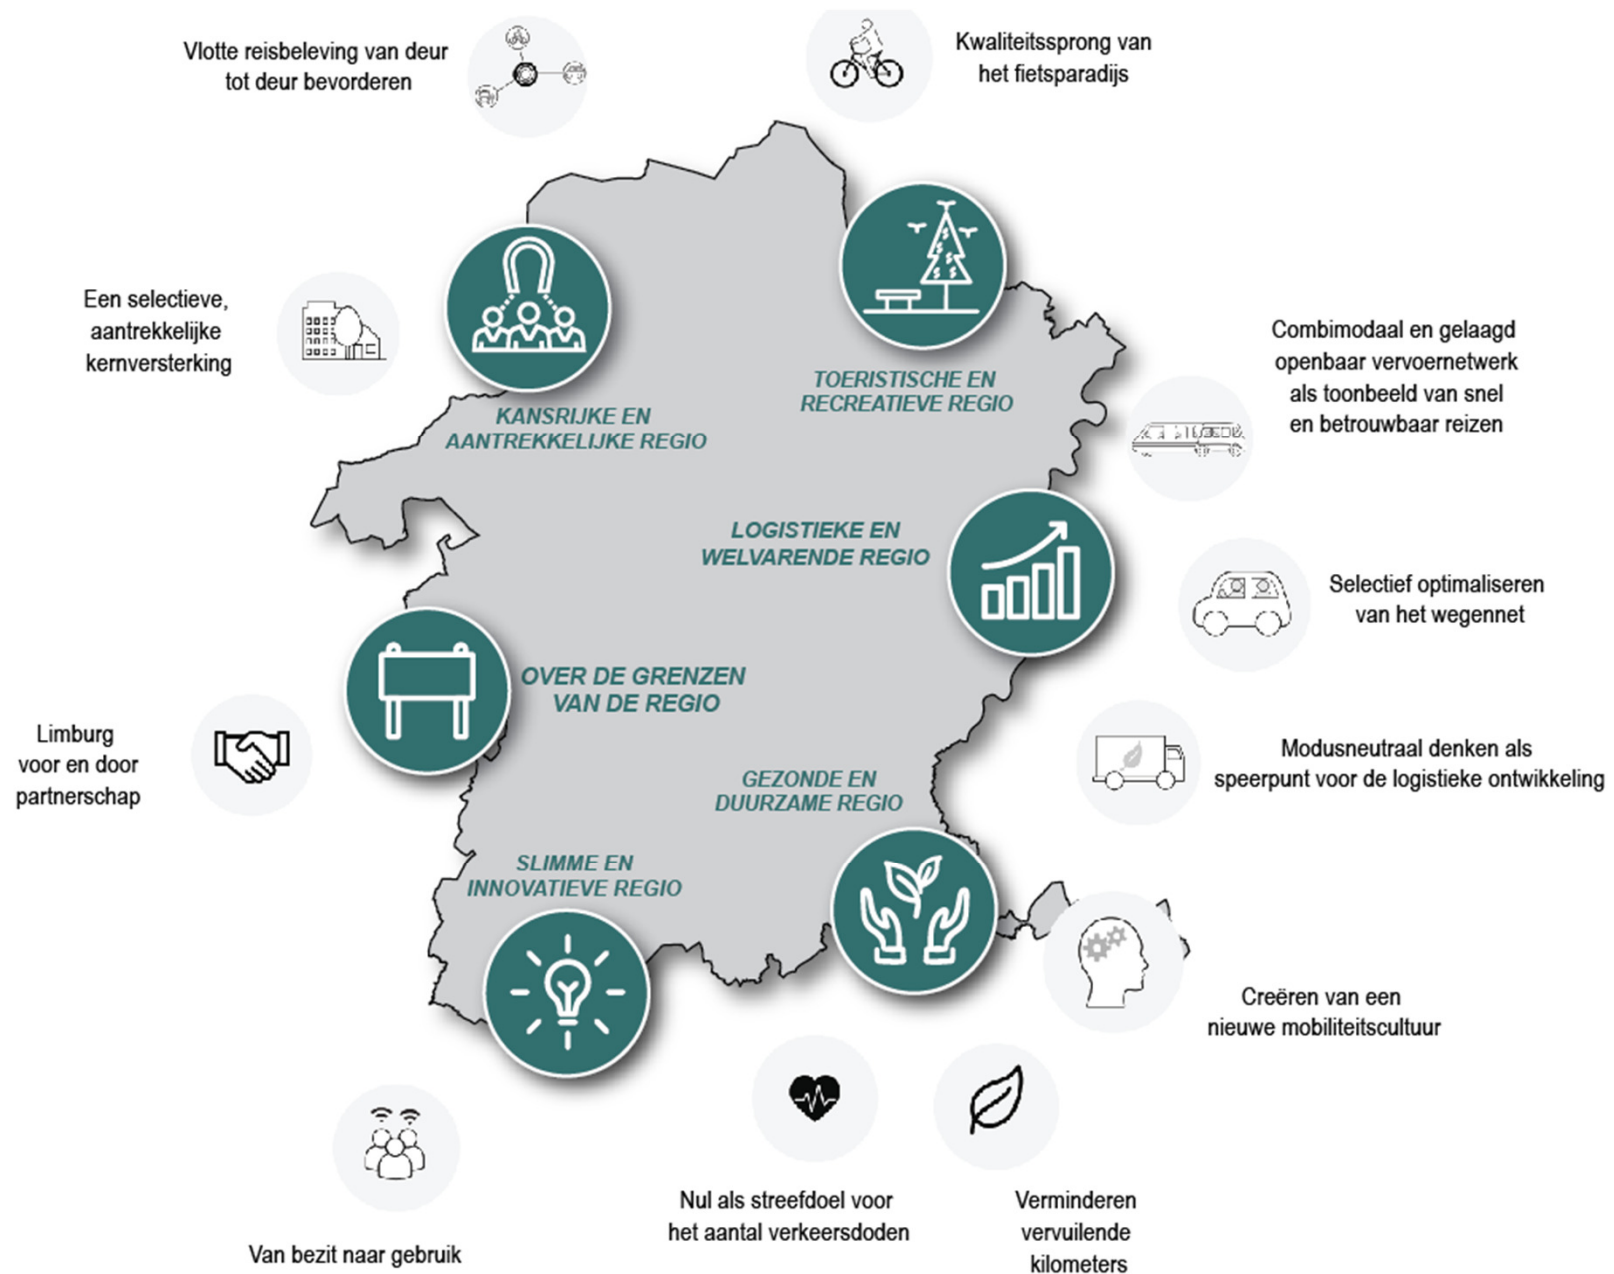 Vlotte reisbeleving van deur
tot deur bevorderen
Kwaliteitssprong van
het fietsparadijs
Een selectieve,
aantrekkelijke
kernversterking
KANSRIJKE EN
AANTREKKELIJKE REGIO
TOERISTISCHE EN
RECREATIEVE REGIO
Combimodaal en gelaagd
openbaar vervoernetwerk
als toonbeeld van snel
en betrouwbaar reizen
LOGISTIEKE EN
WELVARENDE REGIO
Selectief optimaliseren
van het wegennet
OVER DE GRENZEN
VAN DE REGIO
Limburg
voor en door
partnerschap
Modusneutraal denken als
speerpunt voor de logistieke ontwikkeling
GEZONDE EN
DUURZAME REGIO
SLIMME EN
INNOVATIEVE REGIO
Creëren van een
nieuwe mobiliteitscultuur
Van bezit naar gebruik
Nul als streefdoel voor
het aantal verkeersdoden
Verminderen
vervuilende
kilometers